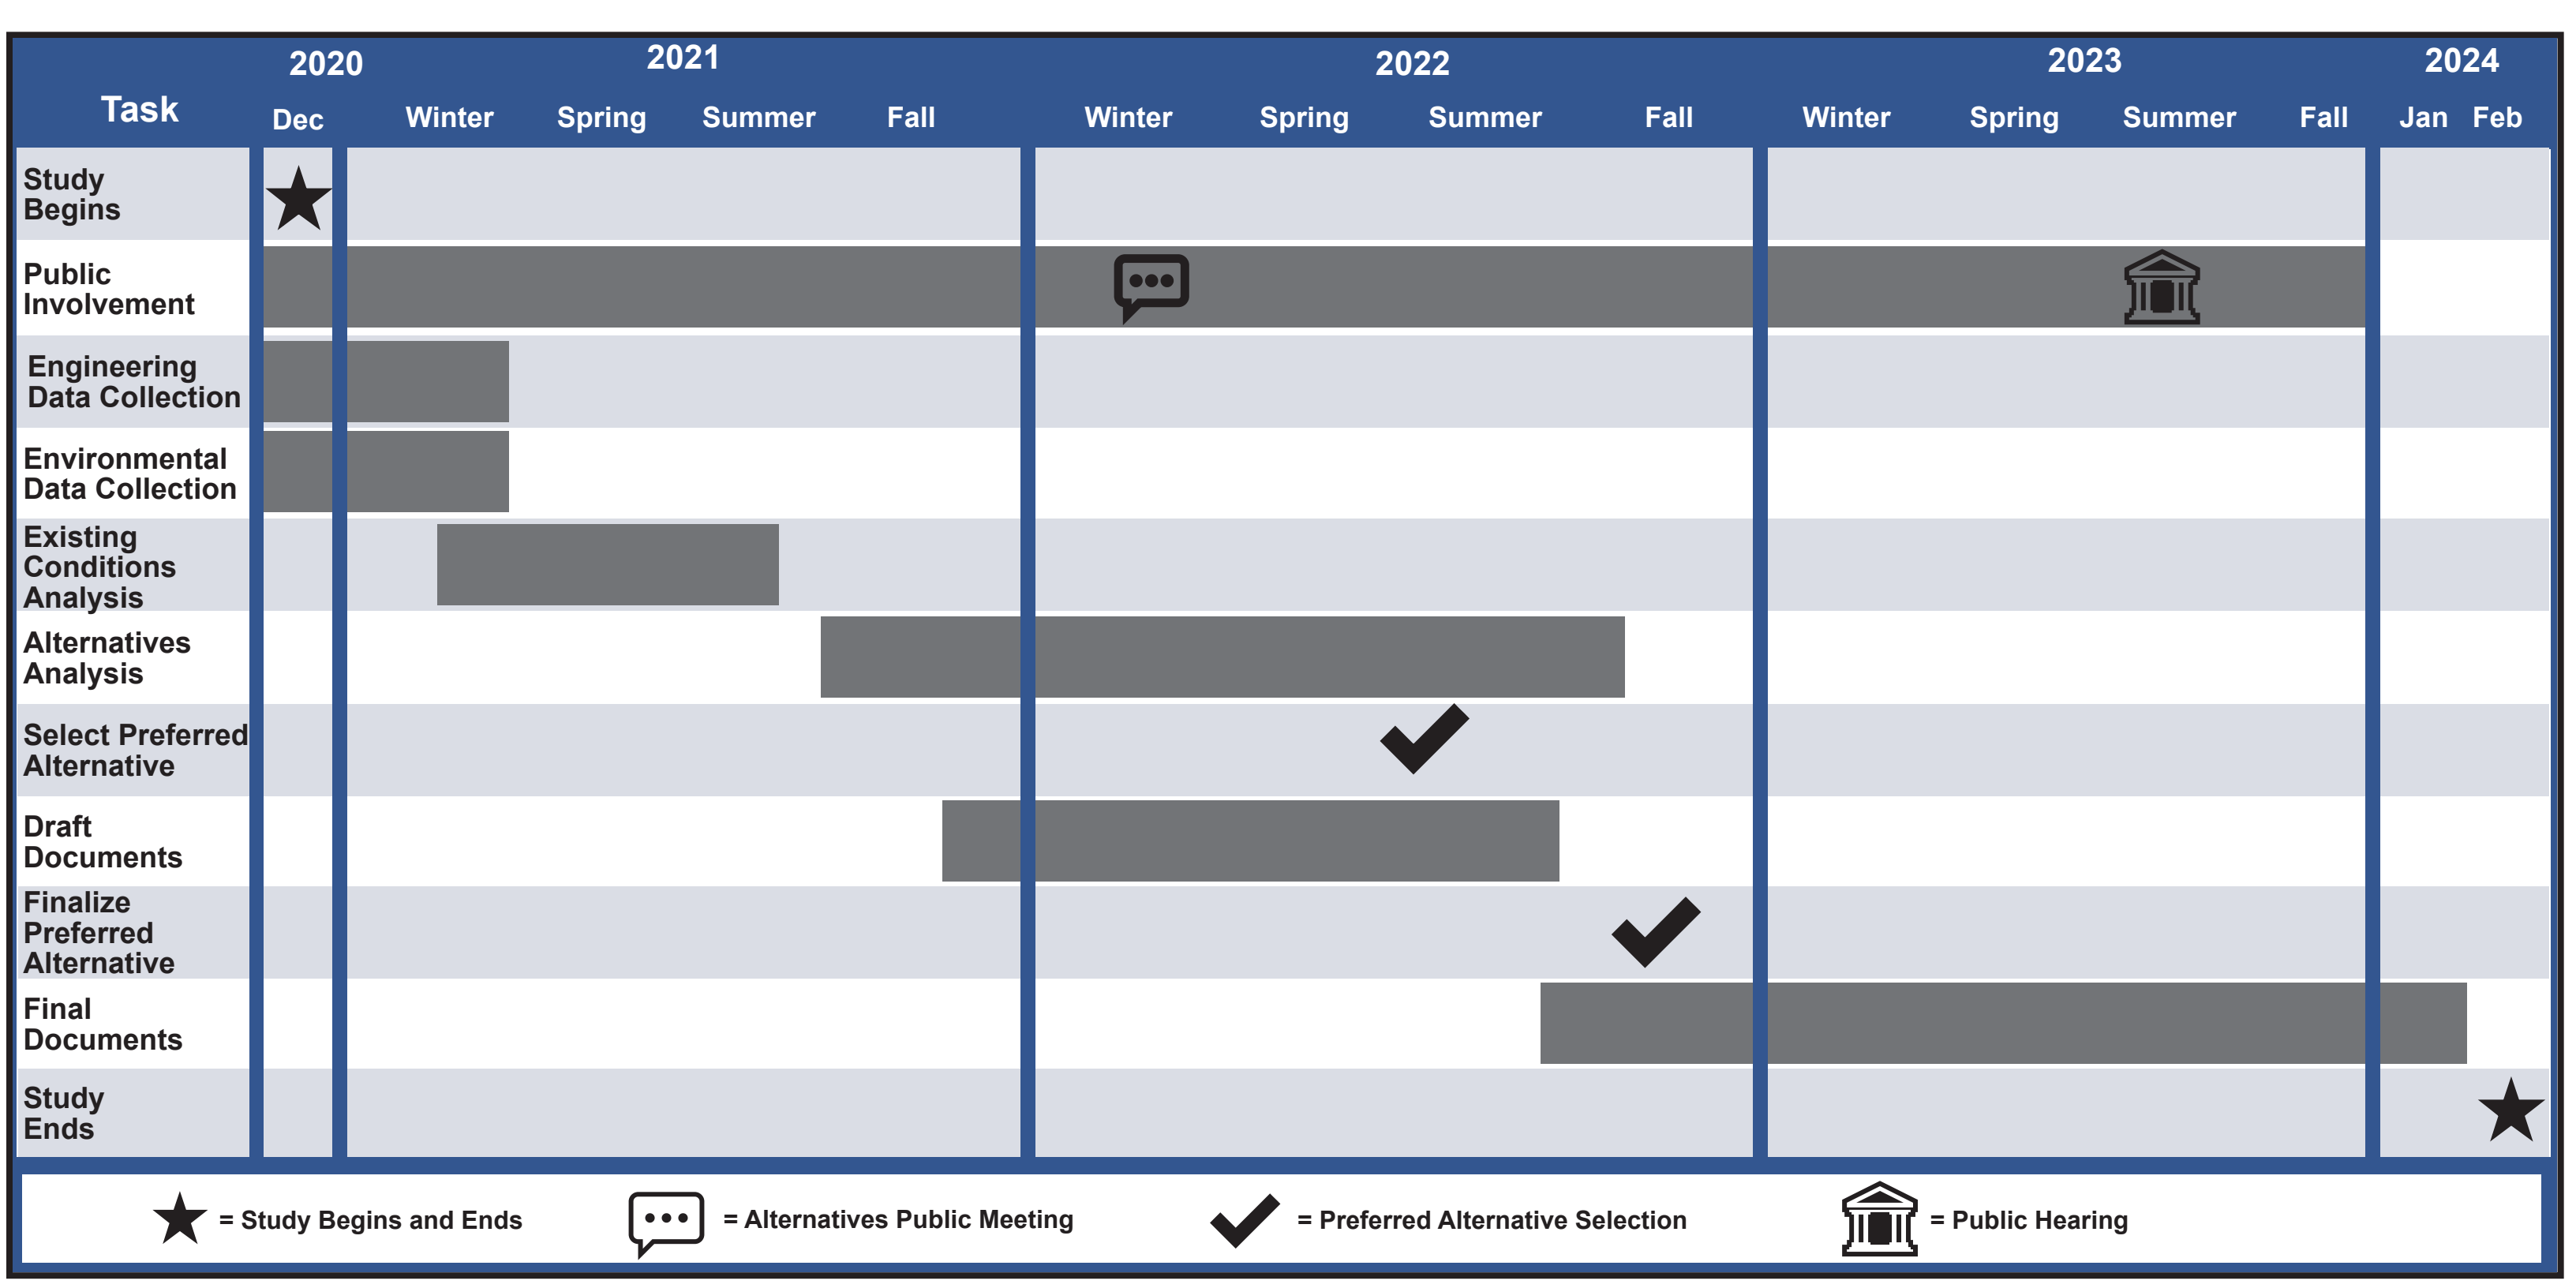 2020 2021 2022 2023 2024
Task Dec Winter Spring Summer Fall Winter Spring Summer Fall Winter Spring Summer Fall Jan Feb
Study
Begins
Public
Involvement
Engineering
Data Collection
Environmental
Data Collection
Existing
Conditions
Analysis
Alternatives
Analysis
Select Preferred
Alternative
Draft
Documents
Finalize
Preferred
Alternative
Final
Documents
Study
Ends
= Study Begins and Ends = Alternatives Public Meeting = Preferred Alternative Selection = Public Hearing